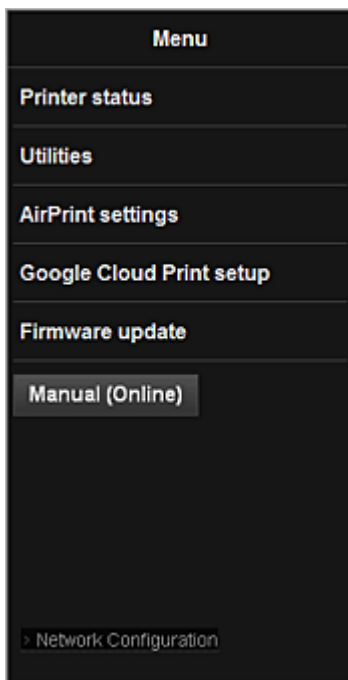 Menu
Printer status
Utilities
AirPrint settings
Google Cloud Print setup
Firmware update
Manual (Online)
> Network Configuration